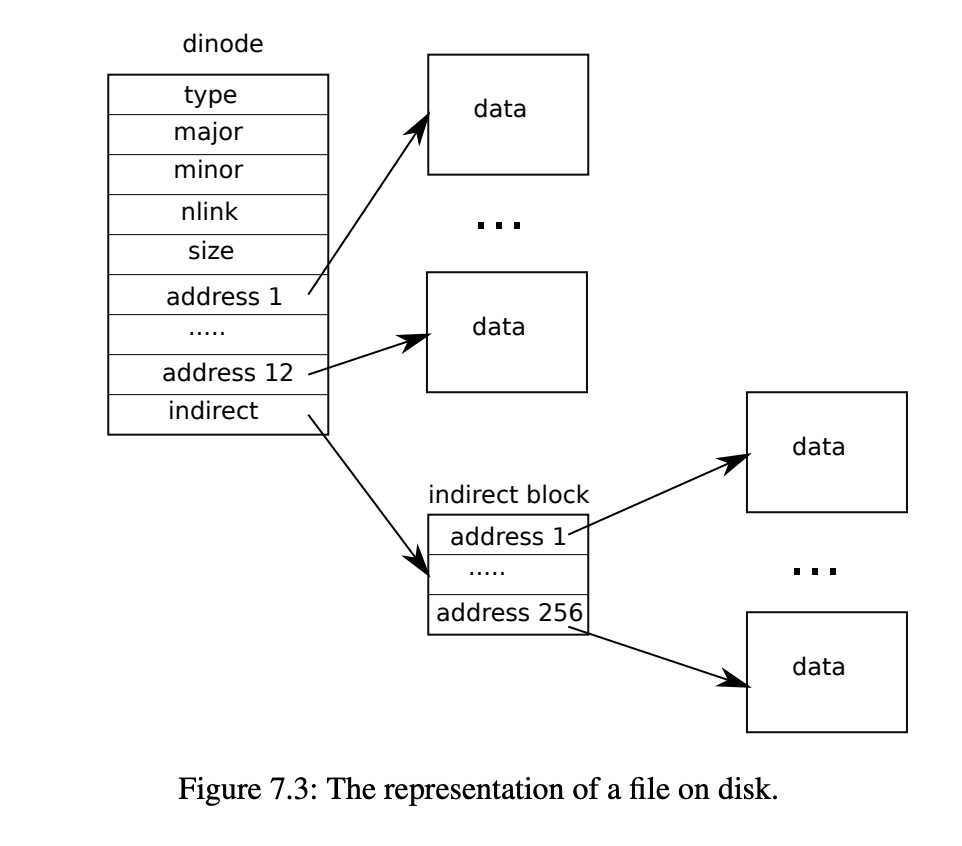 dinode
type
major
minor
nlink
size
address 1
.....
address 12
indirect
data
...
data
indirect block
address 1
.....
address 256
data
...
data
Figure 7.3: The representation of a file on disk.